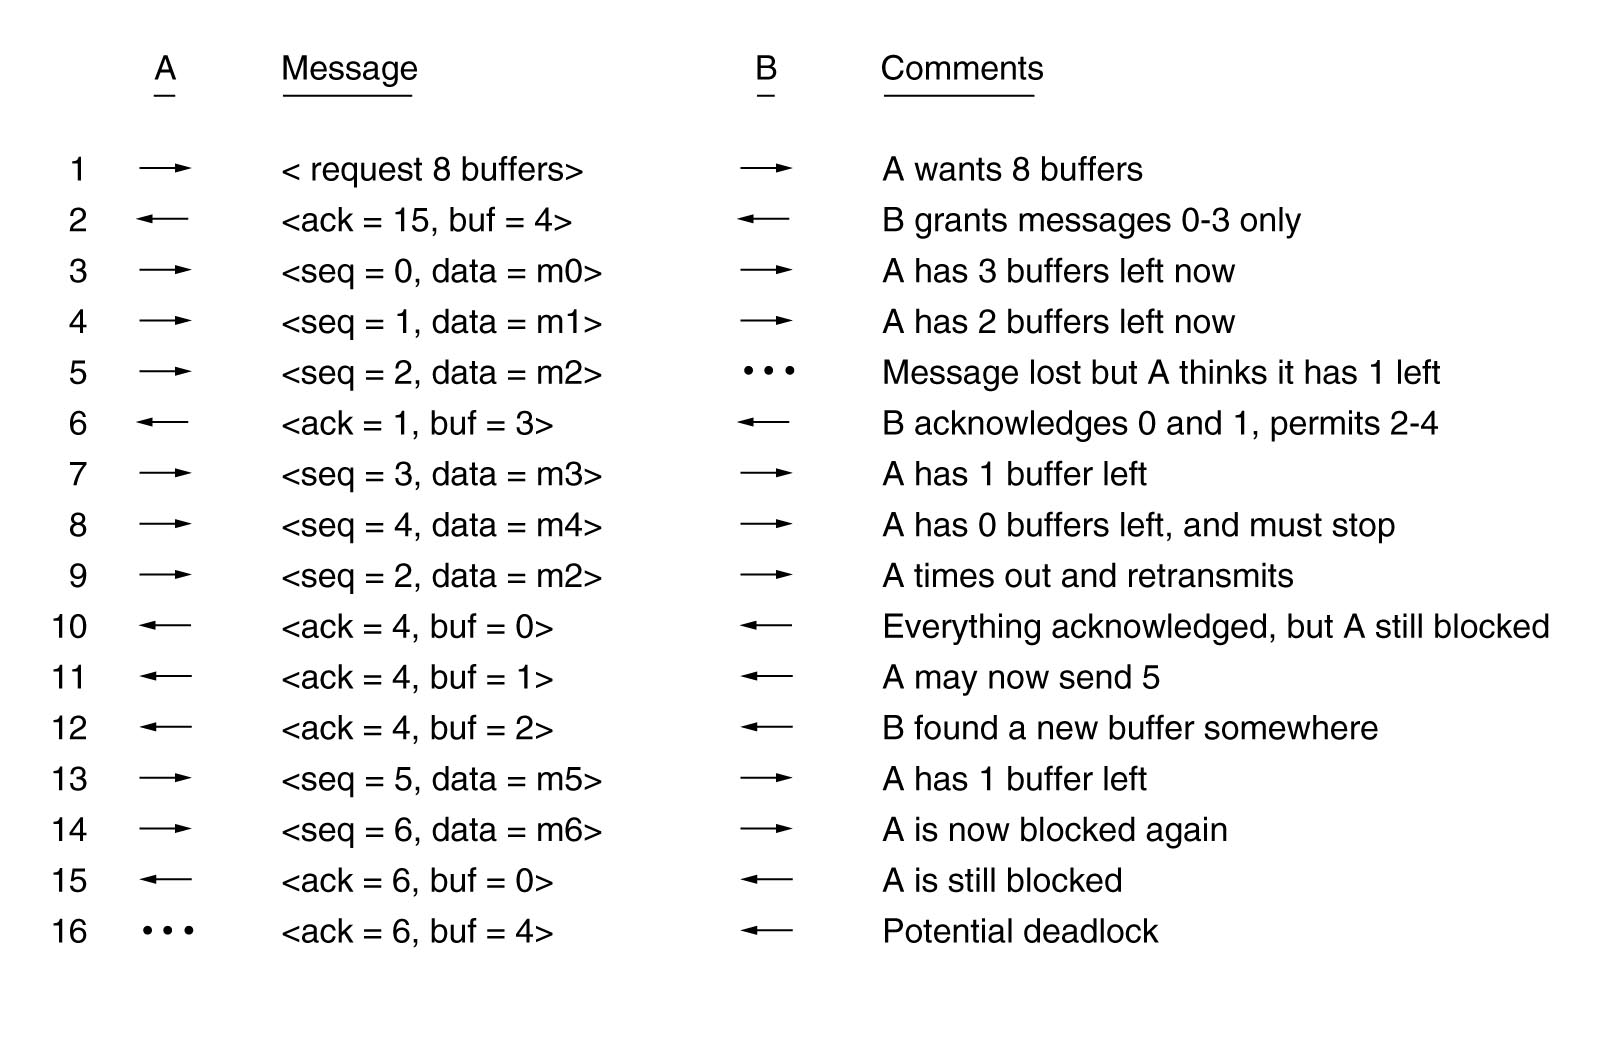 A Message B Comments
1 → < request 8 buffers> → A wants 8 buffers
2 ← <ack = 15, buf = 4> ← B grants messages 0-3 only
3 → <seq = 0, data = m0> → A has 3 buffers left now
4 → <seq = 1, data = m1> → A has 2 buffers left now
5 → <seq = 2, data = m2> ••• Message lost but A thinks it has 1 left
6 ← <ack = 1, buf = 3> ← B acknowledges 0 and 1, permits 2-4
7 → <seq = 3, data = m3> → A has 1 buffer left
8 → <seq = 4, data = m4> → A has 0 buffers left, and must stop
9 → <seq = 2, data = m2> → A times out and retransmits
10 ← <ack = 4, buf = 0> ← Everything acknowledged, but A still blocked
11 ← <ack = 4, buf = 1> ← A may now send 5
12 ← <ack = 4, buf = 2> ← B found a new buffer somewhere
13 → <seq = 5, data = m5> → A has 1 buffer left
14 → <seq = 6, data = m6> → A is now blocked again
15 ← <ack = 6, buf = 0> ← A is still blocked
16 ••• <ack = 6, buf = 4> ← Potential deadlock